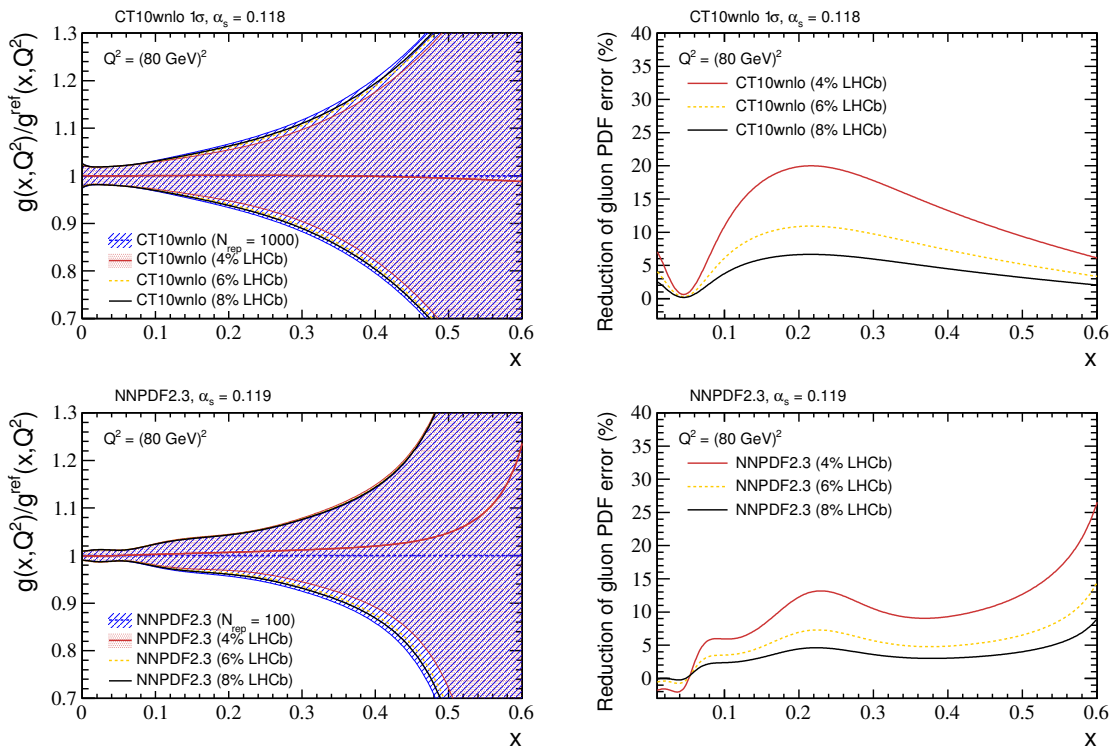 CT10wnlo 1σ, α_s = 0.118
g(x,Q²)/g^ref(x,Q²)
1.3
1.2
1.1
1
0.9
0.8
0.7
Q² = (80 GeV)²
CT10wnlo (N_rep = 1000)
CT10wnlo (4% LHCb)
CT10wnlo (6% LHCb)
CT10wnlo (8% LHCb)
0 0.1 0.2 0.3 0.4 0.5 0.6
x
CT10wnlo 1σ, α_s = 0.118
Reduction of gluon PDF error (%)
40
35
30
25
20
15
10
5
0
Q² = (80 GeV)²
CT10wnlo (4% LHCb)
CT10wnlo (6% LHCb)
CT10wnlo (8% LHCb)
0.1 0.2 0.3 0.4 0.5 0.6
x
NNPDF2.3, α_s = 0.119
g(x,Q²)/g^ref(x,Q²)
1.3
1.2
1.1
1
0.9
0.8
0.7
Q² = (80 GeV)²
NNPDF2.3 (N_rep = 100)
NNPDF2.3 (4% LHCb)
NNPDF2.3 (6% LHCb)
NNPDF2.3 (8% LHCb)
0 0.1 0.2 0.3 0.4 0.5 0.6
x
NNPDF2.3, α_s = 0.119
Reduction of gluon PDF error (%)
40
35
30
25
20
15
10
5
0
Q² = (80 GeV)²
NNPDF2.3 (4% LHCb)
NNPDF2.3 (6% LHCb)
NNPDF2.3 (8% LHCb)
0.1 0.2 0.3 0.4 0.5 0.6
x